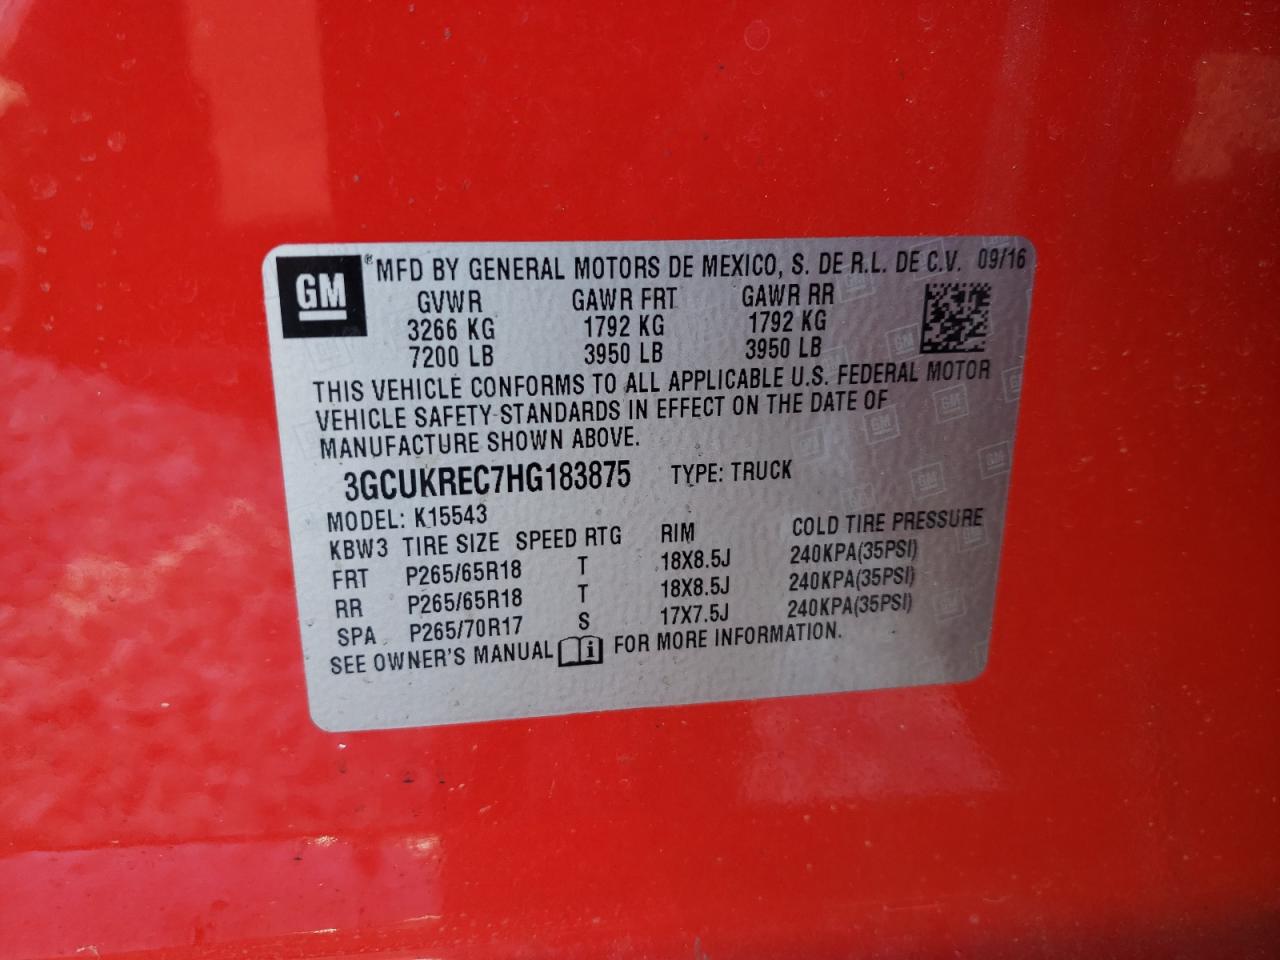 GM ® MFD BY GENERAL MOTORS DE MEXICO, S. DE R.L. DE C.V. 09/16
GVWR GAWR FRT GAWR RR
3266 KG 1792 KG 1792 KG
7200 LB 3950 LB 3950 LB
THIS VEHICLE CONFORMS TO ALL APPLICABLE U.S. FEDERAL MOTOR
VEHICLE SAFETY STANDARDS IN EFFECT ON THE DATE OF
MANUFACTURE SHOWN ABOVE.
3GCUKREC7HG183875 TYPE: TRUCK
MODEL: K15543
KBW3 TIRE SIZE SPEED RTG RIM COLD TIRE PRESSURE
FRT P265/65R18 T 18X8.5J 240KPA(35PSI)
RR P265/65R18 T 18X8.5J 240KPA(35PSI)
SPA P265/70R17 S 17X7.5J 240KPA(35PSI)
SEE OWNER'S MANUAL i FOR MORE INFORMATION.